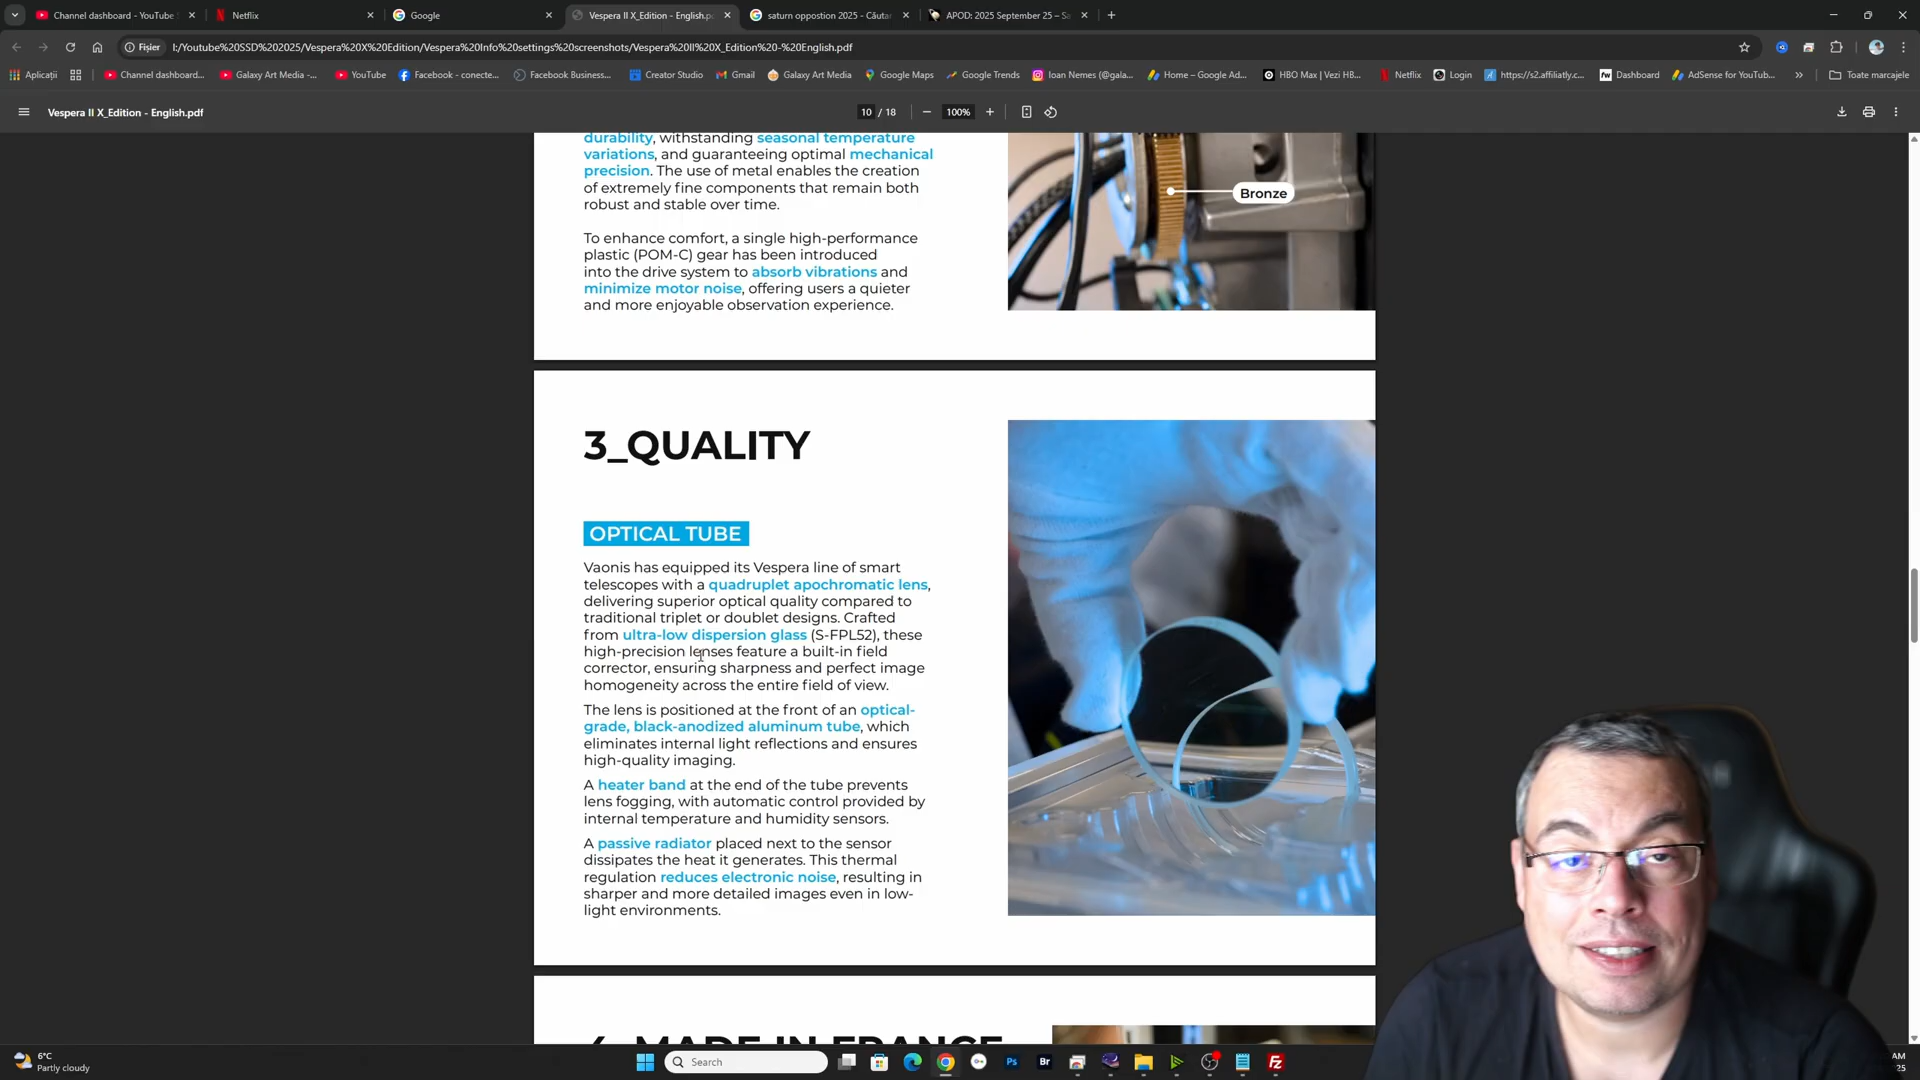 Channel dashboard - YouTube
Netflix
Google
Vespera II X_Edition - English.p
saturn oppostion 2025 - Căutar
APOD: 2025 September 25 – Sa
Fișier
I:/Youtube%20SSD%202025/Vespera%20X%20Edition/Vespera%20Info%20settings%20screenshots/Vespera%20II%20X_Edition%20-%20English.pdf
Aplicații
Channel dashboard...
Galaxy Art Media -...
YouTube
Facebook - conecte...
Facebook Business...
Creator Studio
Gmail
Galaxy Art Media
Google Maps
Google Trends
Ioan Nemes (@gala...
Home – Google Ad...
HBO Max | Vezi HB...
Netflix
Login
https://s2.affiliatly.c...
Dashboard
AdSense for YouTub...
Toate marcajele
Vespera II X_Edition - English.pdf
10 / 18
100%
durability, withstanding seasonal temperature
variations, and guaranteeing optimal mechanical
precision. The use of metal enables the creation
of extremely fine components that remain both
robust and stable over time.
Bronze
To enhance comfort, a single high-performance
plastic (POM-C) gear has been introduced
into the drive system to absorb vibrations and
minimize motor noise, offering users a quieter
and more enjoyable observation experience.
3_QUALITY
OPTICAL TUBE
Vaonis has equipped its Vespera line of smart
telescopes with a quadruplet apochromatic lens,
delivering superior optical quality compared to
traditional triplet or doublet designs. Crafted
from ultra-low dispersion glass (S-FPL52), these
high-precision lenses feature a built-in field
corrector, ensuring sharpness and perfect image
homogeneity across the entire field of view.
The lens is positioned at the front of an optical-
grade, black-anodized aluminum tube, which
eliminates internal light reflections and ensures
high-quality imaging.
A heater band at the end of the tube prevents
lens fogging, with automatic control provided by
internal temperature and humidity sensors.
A passive radiator placed next to the sensor
dissipates the heat it generates. This thermal
regulation reduces electronic noise, resulting in
sharper and more detailed images even in low-
light environments.
MADE IN FRANCE
6°C
Partly cloudy
Search
Ps
Br
Fz
AM
25